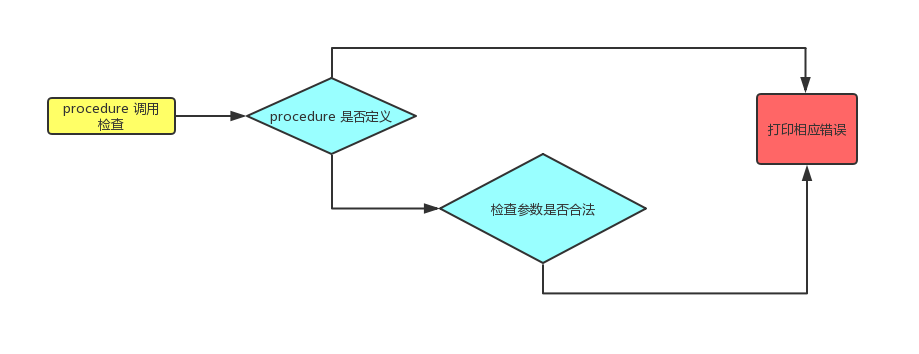 procedure 调用
检查
procedure 是否定义
打印相应错误
检查参数是否合法